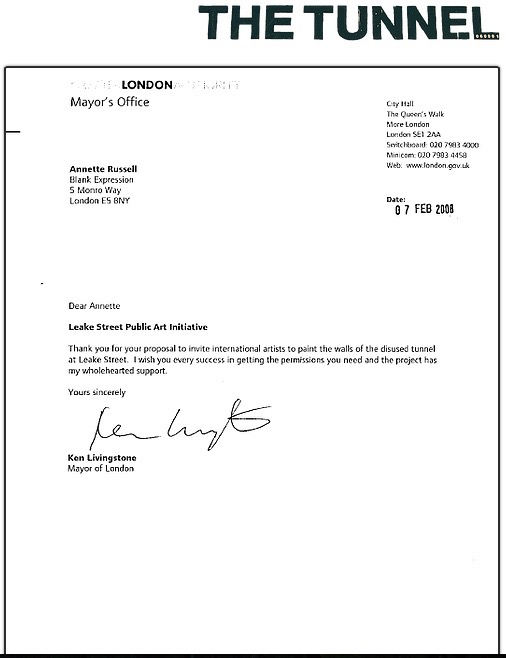 THE TUNNEL
GREATER LONDON AUTHORITY
Mayor's Office
City Hall
The Queen's Walk
More London
London SE1 2AA
Switchboard: 020 7983 4000
Minicom: 020 7983 4458
Web: www.london.gov.uk
Annette Russell
Blank Expression
5 Monro Way
London E5 8NY
Date:
07 FEB 2008
Dear Annette
Leake Street Public Art Initiative
Thank you for your proposal to invite international artists to paint the walls of the disused tunnel
at Leake Street. I wish you every success in getting the permissions you need and the project has
my wholehearted support.
Yours sincerely
Ken Livingstone
Mayor of London